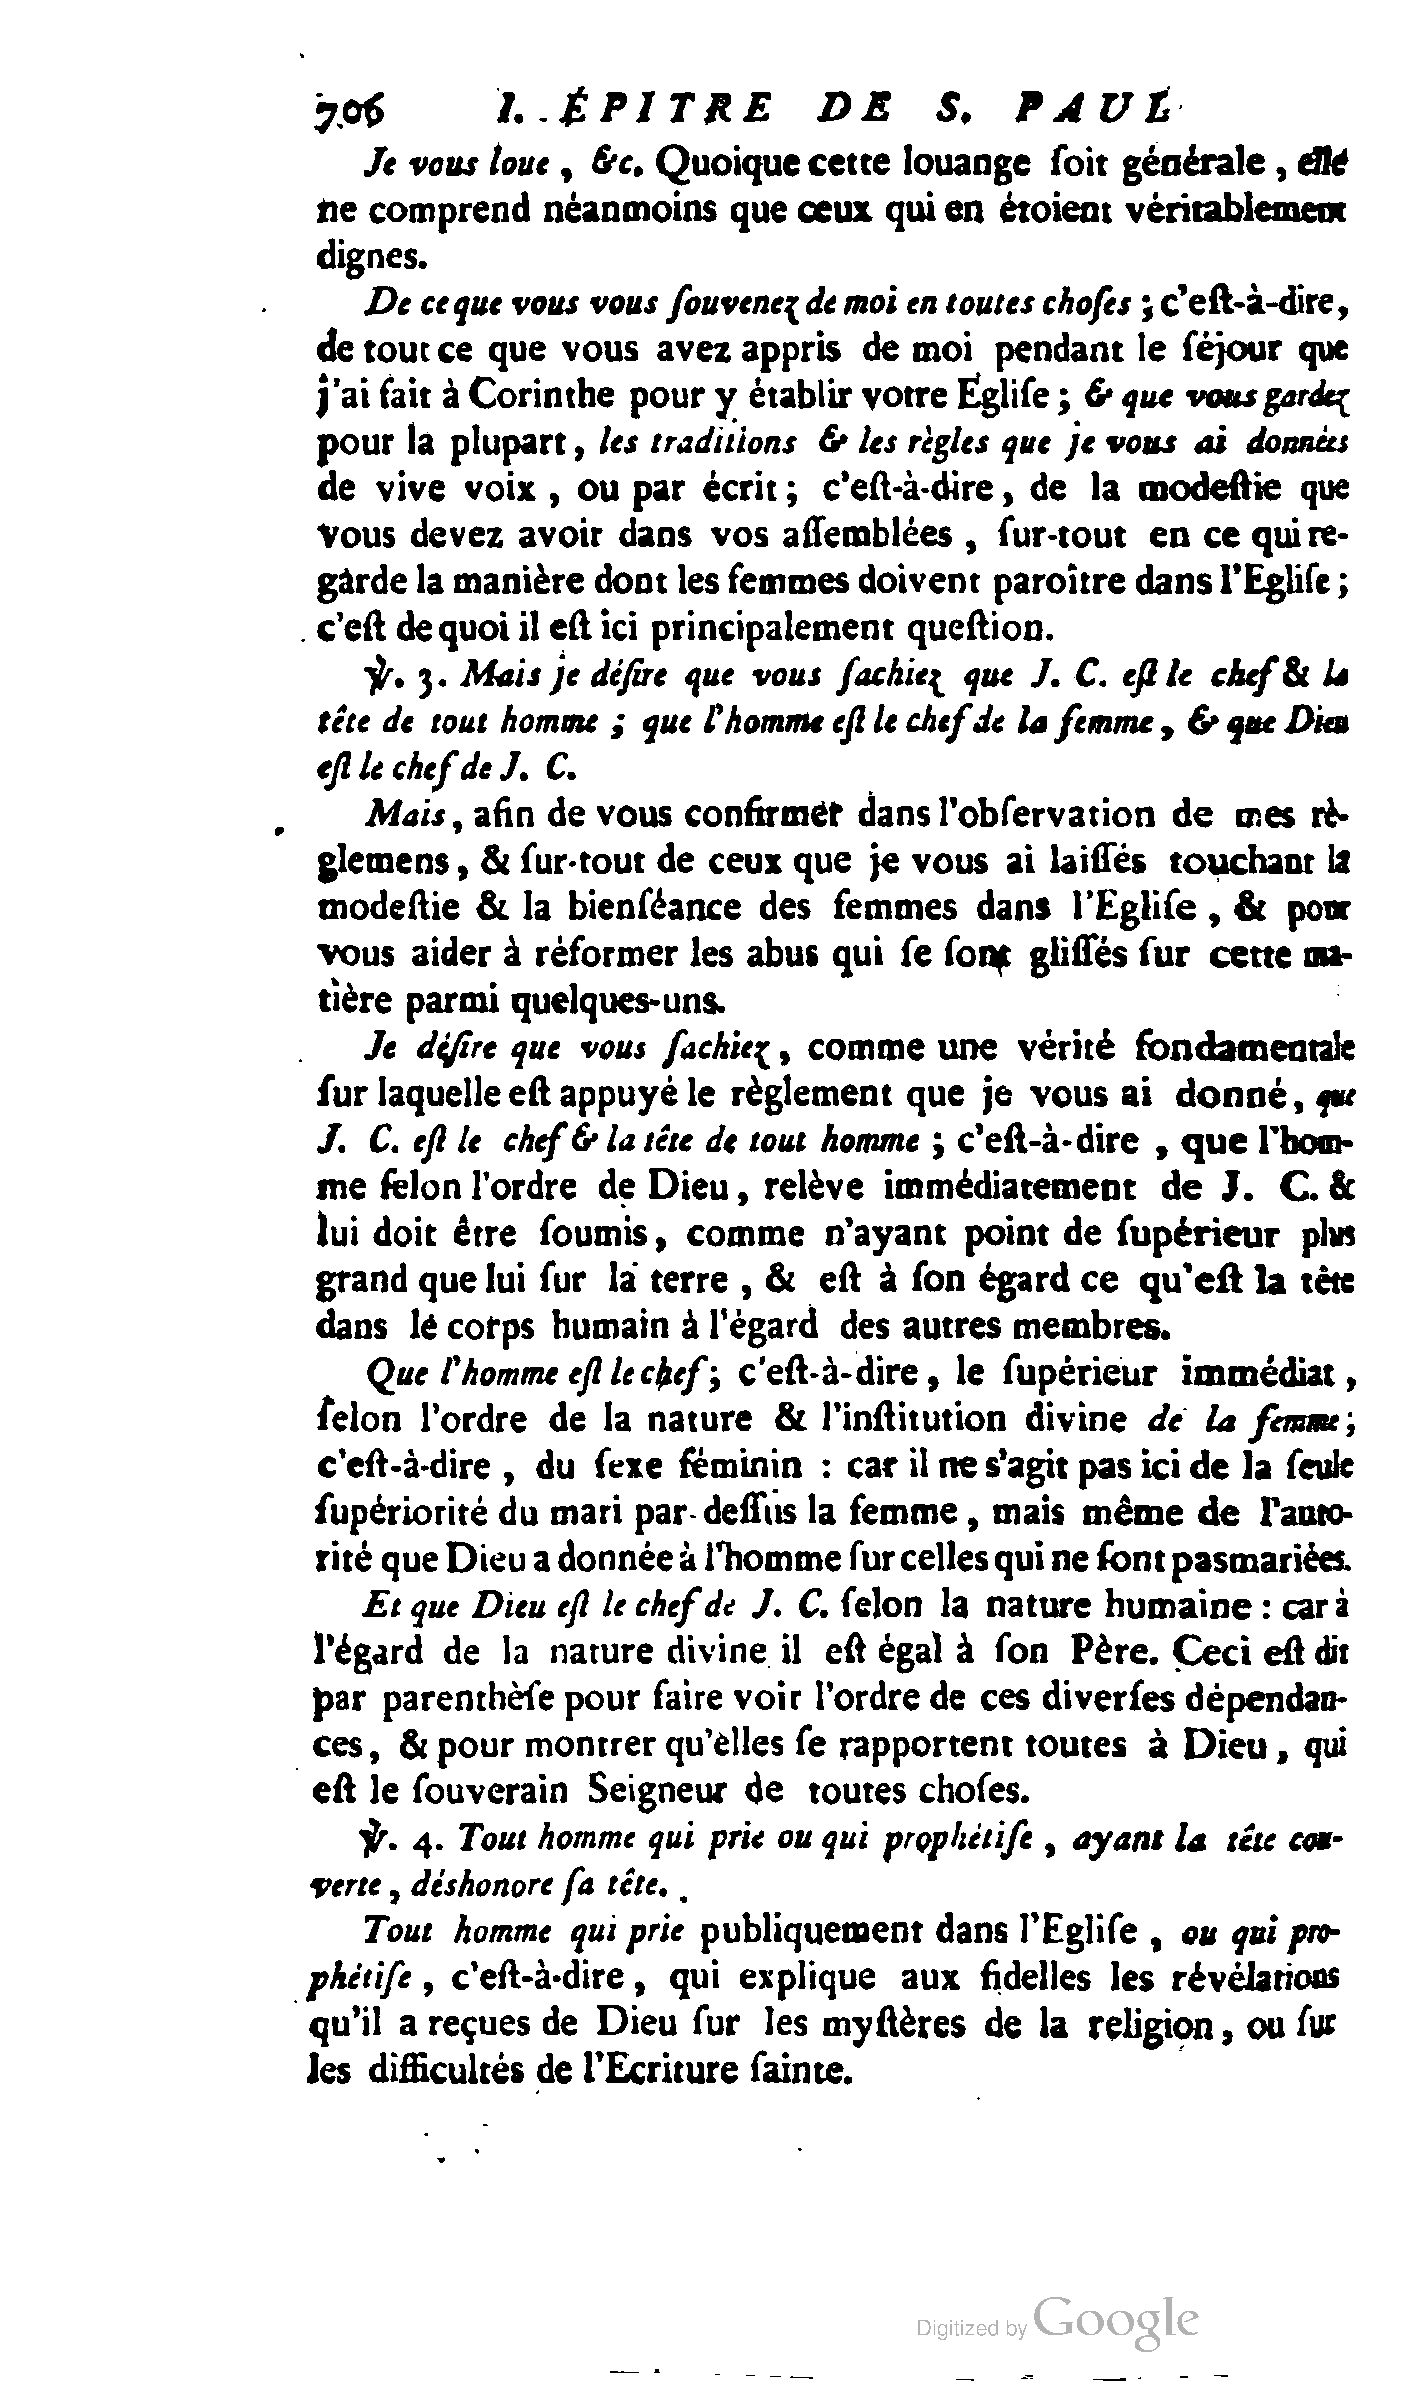 706 I. ÉPITRE DE S. PAUL
Je vous loue, &c. Quoique cette louange ſoit générale, elle
ne comprend néanmoins que ceux qui en étoient véritablement
dignes.
De ce que vous vous ſouvenez de moi en toutes choſes ; c'eſt-à-dire,
de tout ce que vous avez appris de moi pendant le ſéjour que
j'ai fait à Corinthe pour y établir votre Égliſe ; & que vous gardez
pour la plupart, les traditions & les règles que je vous ai données
de vive voix, ou par écrit ; c'eſt-à-dire, de la modeſtie que
vous devez avoir dans vos aſſemblées, ſur-tout en ce qui re-
garde la manière dont les femmes doivent paroître dans l'Egliſe ;
c'eſt de quoi il eſt ici principalement queſtion.
℣. 3. Mais je déſire que vous ſachiez que J. C. eſt le chef & la
tête de tout homme ; que l'homme eſt le chef de la femme, & que Dieu
eſt le chef de J. C.
Mais, afin de vous confirmer dans l'obſervation de mes rè-
glemens, & ſur-tout de ceux que je vous ai laiſſés touchant la
modeſtie & la bienſéance des femmes dans l'Egliſe, & pour
vous aider à réformer les abus qui ſe ſont gliſſés ſur cette ma-
tière parmi quelques-uns.
Je déſire que vous ſachiez, comme une vérité fondamentale
ſur laquelle eſt appuyé le règlement que je vous ai donné, que
J. C. eſt le chef & la tête de tout homme ; c'eſt-à-dire, que l'hom-
me ſelon l'ordre de Dieu, relève immédiatement de J. C. &
lui doit être ſoumis, comme n'ayant point de ſupérieur plus
grand que lui ſur la terre, & eſt à ſon égard ce qu'eſt la tête
dans le corps humain à l'égard des autres membres.
Que l'homme eſt le chef ; c'eſt-à-dire, le ſupérieur immédiat,
ſelon l'ordre de la nature & l'inſtitution divine de la femme ;
c'eſt-à-dire, du ſexe féminin : car il ne s'agit pas ici de la ſeule
ſupériorité du mari par-deſſus la femme, mais même de l'auto-
rité que Dieu a donnée à l'homme ſur celles qui ne ſont pas mariées.
Et que Dieu eſt le chef de J. C. ſelon la nature humaine : car à
l'égard de la nature divine il eſt égal à ſon Père. Ceci eſt dit
par parenthèſe pour faire voir l'ordre de ces diverſes dépendan-
ces, & pour montrer qu'elles ſe rapportent toutes à Dieu, qui
eſt le ſouverain Seigneur de toutes choſes.
℣. 4. Tout homme qui prie ou qui prophétiſe, ayant la tête cou-
verte, déshonore ſa tête.
Tout homme qui prie publiquement dans l'Egliſe, ou qui pro-
phétiſe, c'eſt-à-dire, qui explique aux fidelles les révélations
qu'il a reçues de Dieu ſur les myſtères de la religion, ou ſur
les difficultés de l'Ecriture ſainte.
Digitized by Google